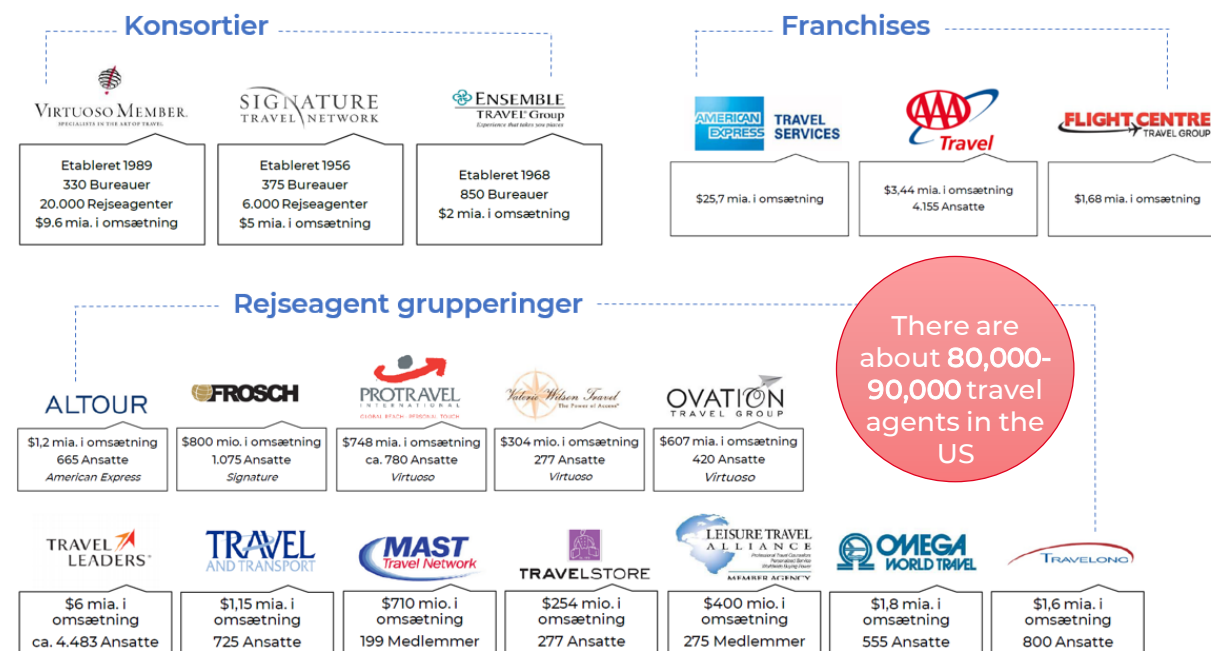 Konsortier
Franchises
VIRTUOSO MEMBER.
SPECIALISTS IN THE ART OF TRAVEL
SIGNATURE
TRAVEL NETWORK
ENSEMBLE
TRAVEL® Group
Experience that takes you places
AMERICAN
EXPRESS
TRAVEL
SERVICES
AAA
Travel
FLIGHT CENTRE
TRAVEL GROUP
Etableret 1989
330 Bureauer
20.000 Rejseagenter
$9.6 mia. i omsætning
Etableret 1956
375 Bureauer
6.000 Rejseagenter
$5 mia. i omsætning
Etableret 1968
850 Bureauer
$2 mia. i omsætning
$25,7 mia. i omsætning
$3,44 mia. i omsætning
4.155 Ansatte
$1,68 mia. i omsætning
Rejseagent grupperinger
There are
about 80,000-
90,000 travel
agents in the
US
ALTOUR
FROSCH
PROTRAVEL
INTERNATIONAL
GLOBAL REACH. PERSONAL TOUCH.
Valerie Wilson Travel
The Power of Access®
OVATION
TRAVEL GROUP
$1,2 mia. i omsætning
665 Ansatte
American Express
$800 mio. i omsætning
1.075 Ansatte
Signature
$748 mia. i omsætning
ca. 780 Ansatte
Virtuoso
$304 mio. i omsætning
277 Ansatte
Virtuoso
$607 mia. i omsætning
420 Ansatte
Virtuoso
TRAVEL
LEADERS
TRAVEL
AND TRANSPORT
MAST
Travel Network
TRAVELSTORE
LEISURE TRAVEL
ALLIANCE
Professional Travel Counselors
Personalized Service
Worldwide Buying Power
MEMBER AGENCY
OMEGA
WORLD TRAVEL
TRAVELONG
$6 mia. i
omsætning
ca. 4.483 Ansatte
$1,15 mia. i
omsætning
725 Ansatte
$710 mio. i
omsætning
199 Medlemmer
$254 mio. i
omsætning
277 Ansatte
$400 mio. i
omsætning
275 Medlemmer
$1,8 mia. i
omsætning
555 Ansatte
$1,6 mia. i
omsætning
800 Ansatte